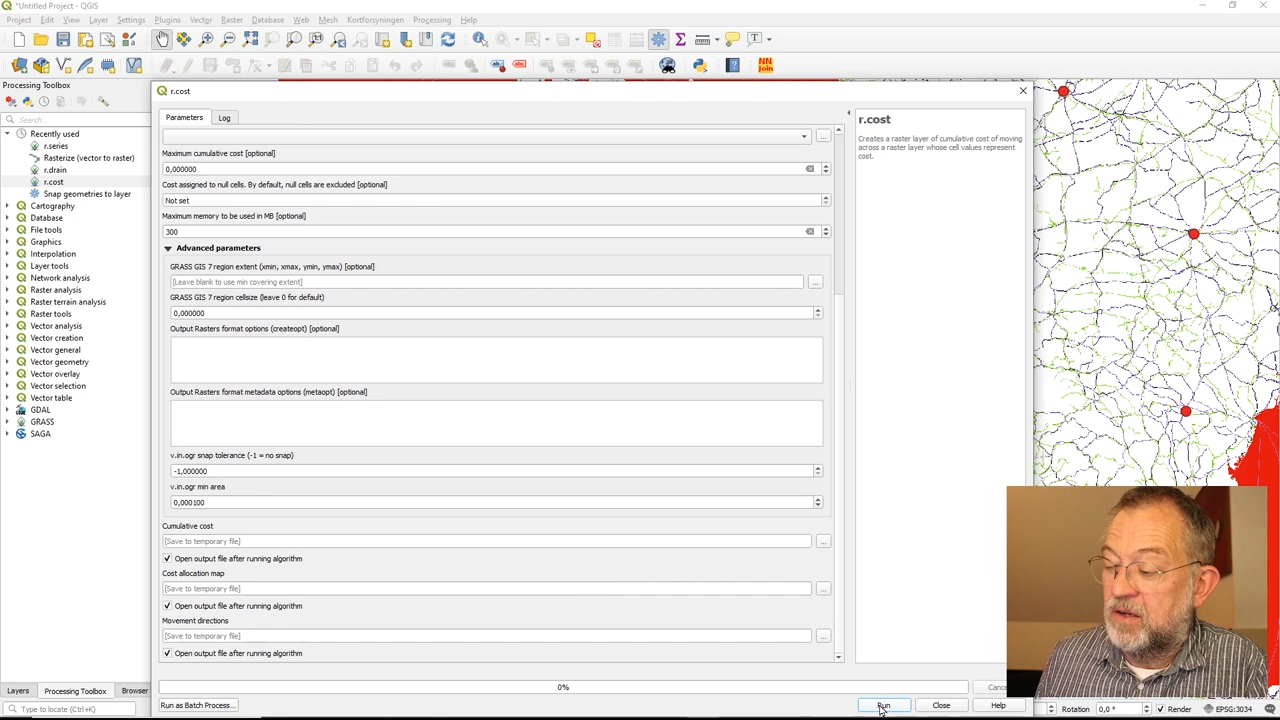 *Untitled Project - QGIS
Project Edit View Layer Settings Plugins Vector Raster Database Web Mesh Kortforsyningen Processing Help
Processing Toolbox
Search...
Recently used
r.series
Rasterize (vector to raster)
r.drain
r.cost
Snap geometries to layer
Cartography
Database
File tools
Graphics
Interpolation
Layer tools
Network analysis
Raster analysis
Raster terrain analysis
Raster tools
Vector analysis
Vector creation
Vector general
Vector geometry
Vector overlay
Vector selection
Vector table
GDAL
GRASS
SAGA
r.cost
Parameters Log
...
Maximum cumulative cost [optional]
0,000000
Cost assigned to null cells. By default, null cells are excluded [optional]
Not set
Maximum memory to be used in MB [optional]
300
Advanced parameters
GRASS GIS 7 region extent (xmin, xmax, ymin, ymax) [optional]
[Leave blank to use min covering extent] ...
GRASS GIS 7 region cellsize (leave 0 for default)
0,000000
Output Rasters format options (createopt) [optional]
Output Rasters format metadata options (metaopt) [optional]
v.in.ogr snap tolerance (-1 = no snap)
-1,000000
v.in.ogr min area
0,000100
Cumulative cost
[Save to temporary file] ...
Open output file after running algorithm
Cost allocation map
[Save to temporary file] ...
Open output file after running algorithm
Movement directions
[Save to temporary file] ...
Open output file after running algorithm
r.cost
Creates a raster layer of cumulative cost of moving
across a raster layer whose cell values represent
cost.
0%
Run as Batch Process... Run Close Help
Layers Processing Toolbox Browser
Type to locate (Ctrl+K)
Rotation 0,0 ° Render EPSG:3034